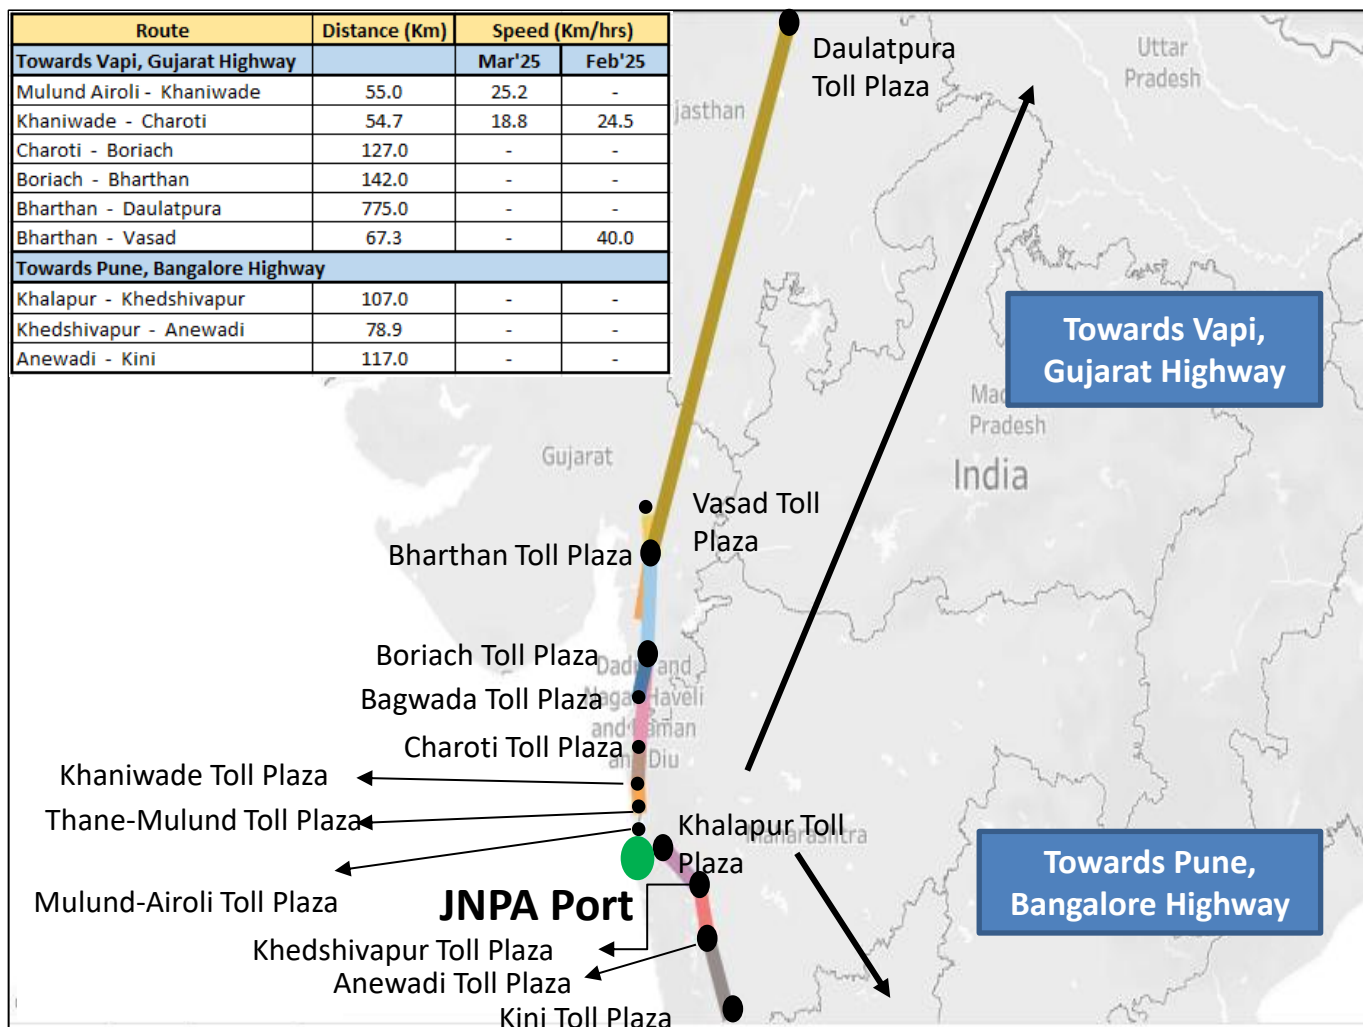 Route Distance (Km) Speed (Km/hrs)
Towards Vapi, Gujarat Highway Mar'25 Feb'25
Mulund Airoli - Khaniwade 55.0 25.2 -
Khaniwade - Charoti 54.7 18.8 24.5
Charoti - Boriach 127.0 - -
Boriach - Bharthan 142.0 - -
Bharthan - Daulatpura 775.0 - -
Bharthan - Vasad 67.3 - 40.0
Towards Pune, Bangalore Highway
Khalapur - Khedshivapur 107.0 - -
Khedshivapur - Anewadi 78.9 - -
Anewadi - Kini 117.0 - -
Daulatpura
Toll Plaza
Uttar
Pradesh
jasthan
Towards Vapi,
Gujarat Highway
Pradesh
India
Gujarat
Vasad Toll
Plaza
Bharthan Toll Plaza
Boriach Toll Plaza
and
Haveli
and
Diu
Bagwada Toll Plaza
Charoti Toll Plaza
Khaniwade Toll Plaza
Thane-Mulund Toll Plaza
Mulund-Airoli Toll Plaza
Khalapur Toll
Plaza
Maharashtra
JNPA Port
Towards Pune,
Bangalore Highway
Khedshivapur Toll Plaza
Anewadi Toll Plaza
Kini Toll Plaza